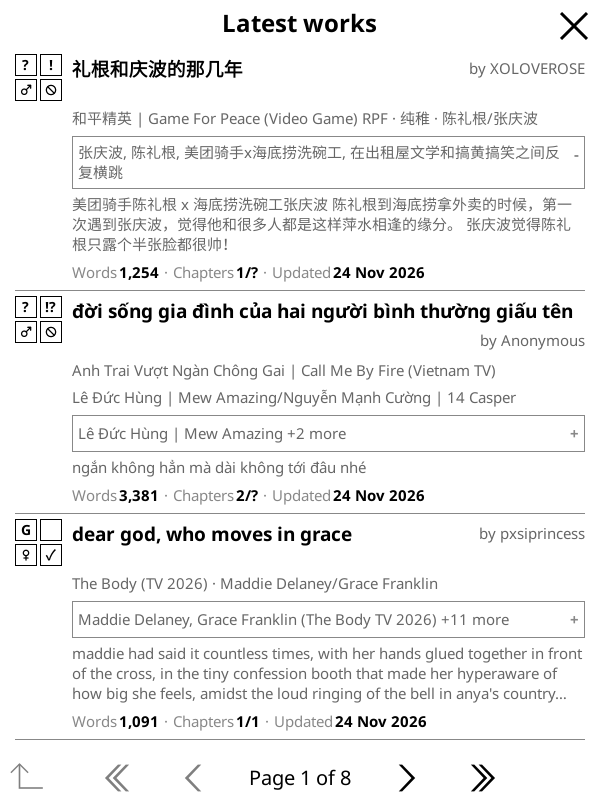 Latest works
? !
礼根和庆波的那几年
by XOLOVEROSE
和平精英 | Game For Peace (Video Game) RPF · 纯稚 · 陈礼根/张庆波
张庆波, 陈礼根, 美团骑手x海底捞洗碗工, 在出租屋文学和搞黄搞笑之间反
复横跳
-
美团骑手陈礼根 x 海底捞洗碗工张庆波 陈礼根到海底捞拿外卖的时候，第一
次遇到张庆波，觉得他和很多人都是这样萍水相逢的缘分。 张庆波觉得陈礼
根只露个半张脸都很帅！
Words 1,254 · Chapters 1/? · Updated 24 Nov 2026
? !?
đời sống gia đình của hai người bình thường giấu tên
by Anonymous
Anh Trai Vượt Ngàn Chông Gai | Call Me By Fire (Vietnam TV)
Lê Đức Hùng | Mew Amazing/Nguyễn Mạnh Cường | 14 Casper
Lê Đức Hùng | Mew Amazing +2 more +
ngắn không hẳn mà dài không tới đâu nhé
Words 3,381 · Chapters 2/? · Updated 24 Nov 2026
G
dear god, who moves in grace
by pxsiprincess
The Body (TV 2026) · Maddie Delaney/Grace Franklin
Maddie Delaney, Grace Franklin (The Body TV 2026) +11 more +
maddie had said it countless times, with her hands glued together in front
of the cross, in the tiny confession booth that made her hyperaware of
how big she feels, amidst the loud ringing of the bell in anya's country...
Words 1,091 · Chapters 1/1 · Updated 24 Nov 2026
Page 1 of 8